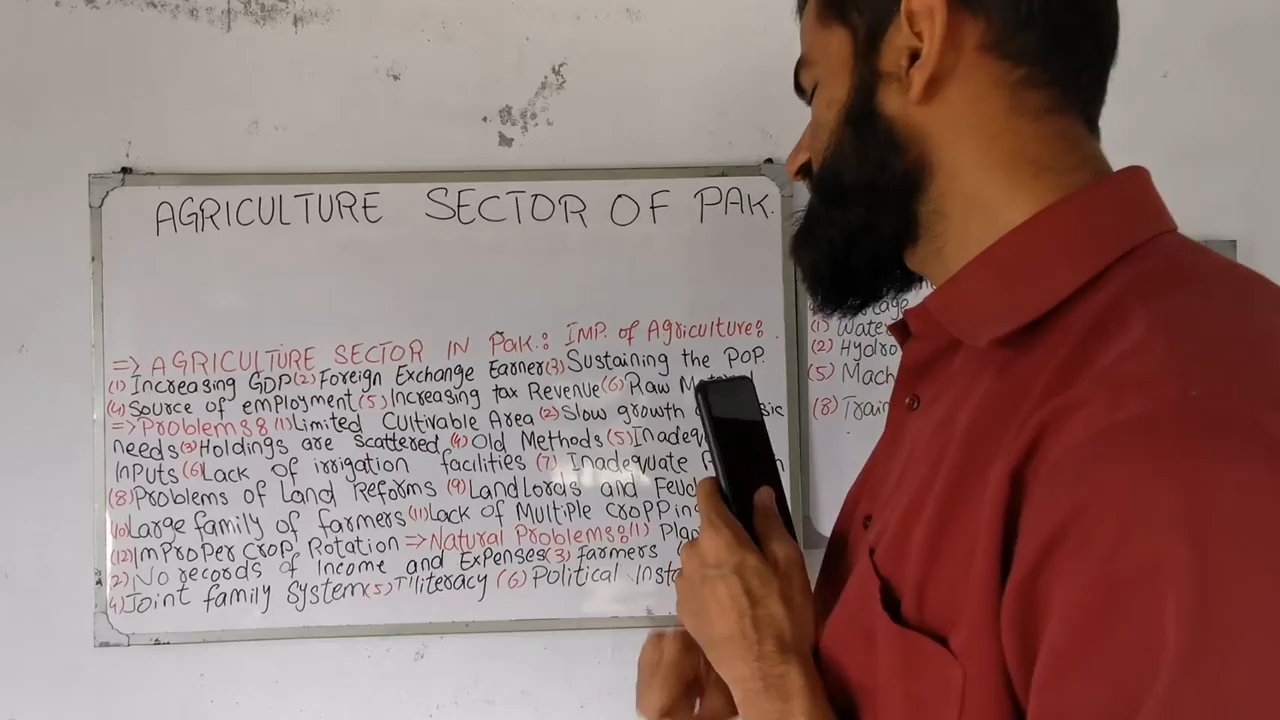 AGRICULTURE SECTOR OF PAK.
=> AGRICULTURE SECTOR IN Pak.: IMP. of Agriculture:
(1) Increasing GDP (2) Foreign Exchange Earner (3) Sustaining the POP.
(4) Source of employment (5) Increasing tax Revenue (6) Raw
=> Problems: (1) Limited Cultivable Area (2) Slow growth
needs (3) Holdings are scattered (4) Old Methods (5)
InPuts (6) Lack of irrigation facilities (7) Inadequate
(8) Problems of Land Reforms (9) LandLords and
(10) Large family of farmers (11) Lack of Multiple
(12) ImProPer crop Rotation => Natural Problems: (1)
(2) No records of Income and Expenses (3) farmers
(4) Joint family system (5) Illiteracy (6) Political
(1) Water
(2) Hydro
(5)
(8)